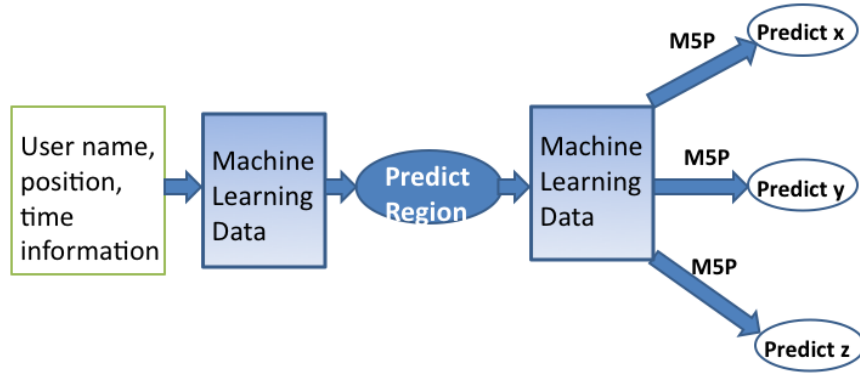 User name,
position,
time
information
Machine
Learning
Data
Predict
Region
Machine
Learning
Data
M5P
Predict x
M5P
Predict y
M5P
Predict z